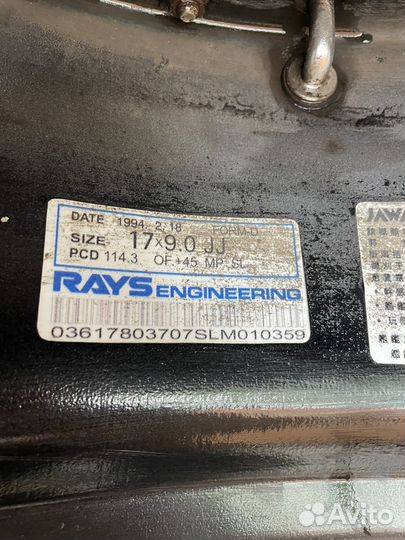 DATE 1994. 2. 18 FORM-D
SIZE 17×9.0 JJ
PCD 114.3 OF.+45 MP SL
RAYS ENGINEERING
03617803707SLM010359
JAWA
Avito